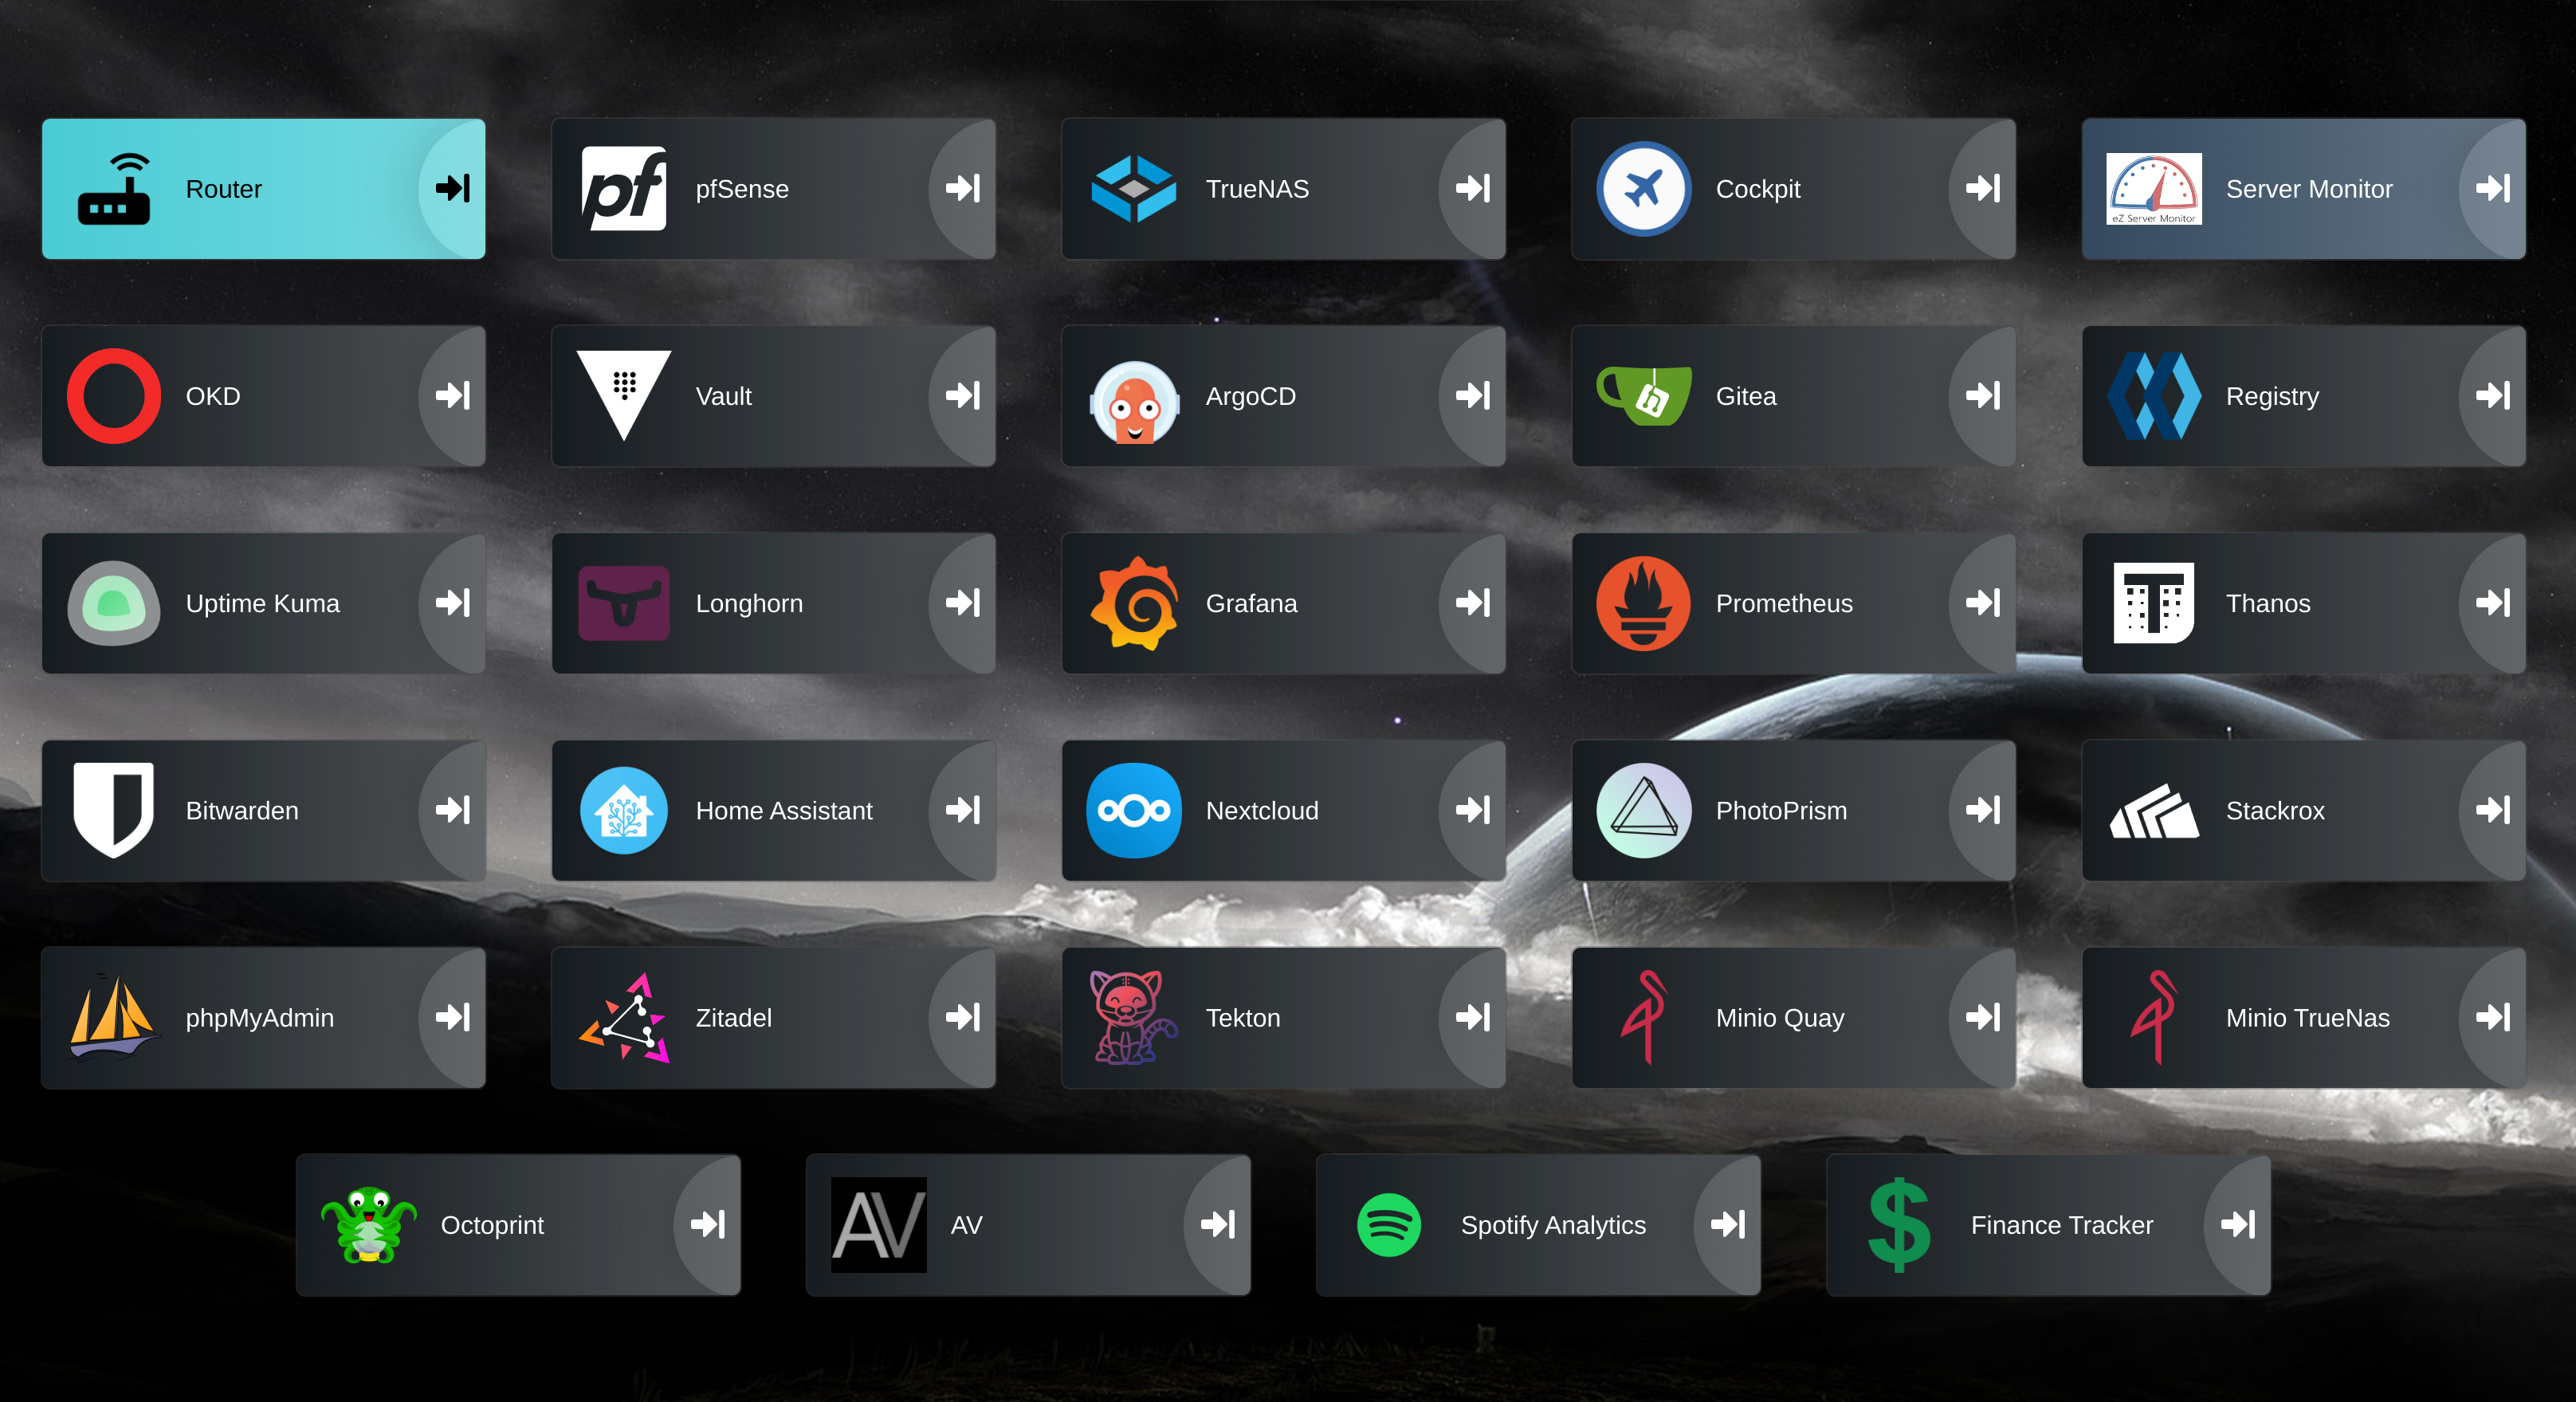 Router
pfSense
TrueNAS
Cockpit
eZ Server Monitor
Server Monitor
OKD
Vault
ArgoCD
Gitea
Registry
Uptime Kuma
Longhorn
Grafana
Prometheus
Thanos
Bitwarden
Home Assistant
Nextcloud
PhotoPrism
Stackrox
phpMyAdmin
Zitadel
Tekton
Minio Quay
Minio TrueNas
Octoprint
AV
AV
Spotify Analytics
Finance Tracker